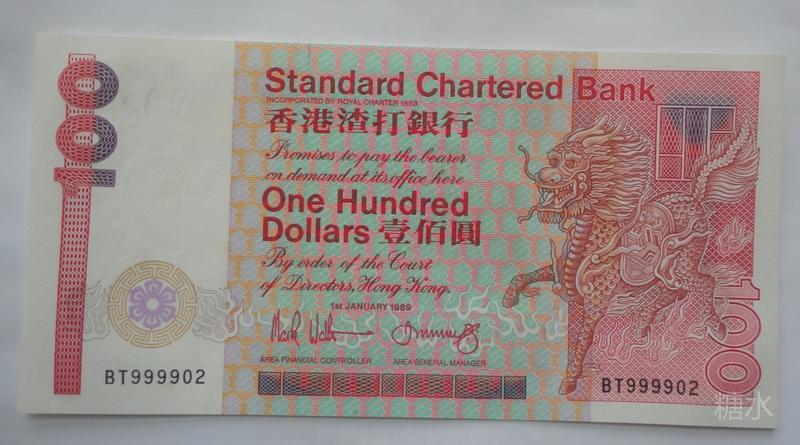 100
Standard Chartered Bank
INCORPORATED BY ROYAL CHARTER 1853
香港渣打銀行
Promises to pay the bearer
on demand at its office here
One Hundred
Dollars 壹佰圓
By order of the Court
of Directors, Hong Kong.
1st JANUARY 1989
AREA FINANCIAL CONTROLLER AREA GENERAL MANAGER
BT999902
BT999902
100
糖水